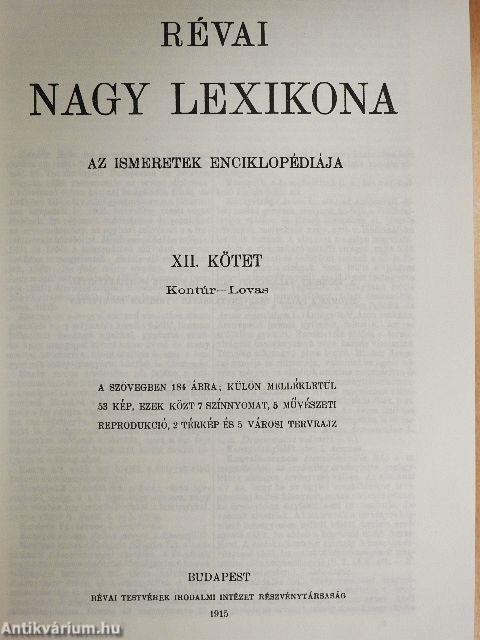 RÉVAI
NAGY LEXIKONA
AZ ISMERETEK ENCIKLOPÉDIÁJA
XII. KÖTET
Kontúr—Lovas
A SZÖVEGBEN 184 ÁBRA; KÜLÖN MELLÉKLETÜL
53 KÉP, EZEK KÖZT 7 SZÍNNYOMAT, 5 MŰVÉSZETI
REPRODUKCIÓ, 2 TÉRKÉP ÉS 5 VÁROSI TERVRAJZ
BUDAPEST
RÉVAI TESTVÉREK IRODALMI INTÉZET RÉSZVÉNYTÁRSASÁG
1915
Antikvárium.hu